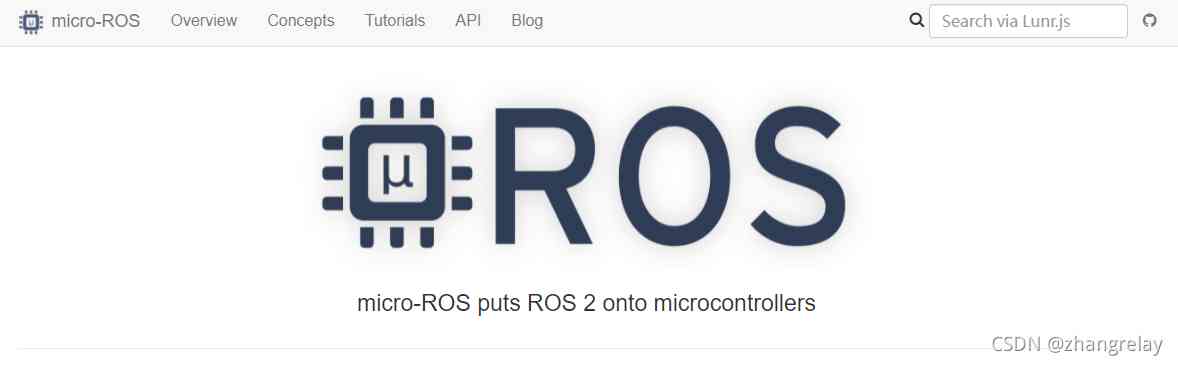 micro-ROS Overview Concepts Tutorials API Blog Search via Lunr.js
μ ROS
micro-ROS puts ROS 2 onto microcontrollers
CSDN @zhangrelay